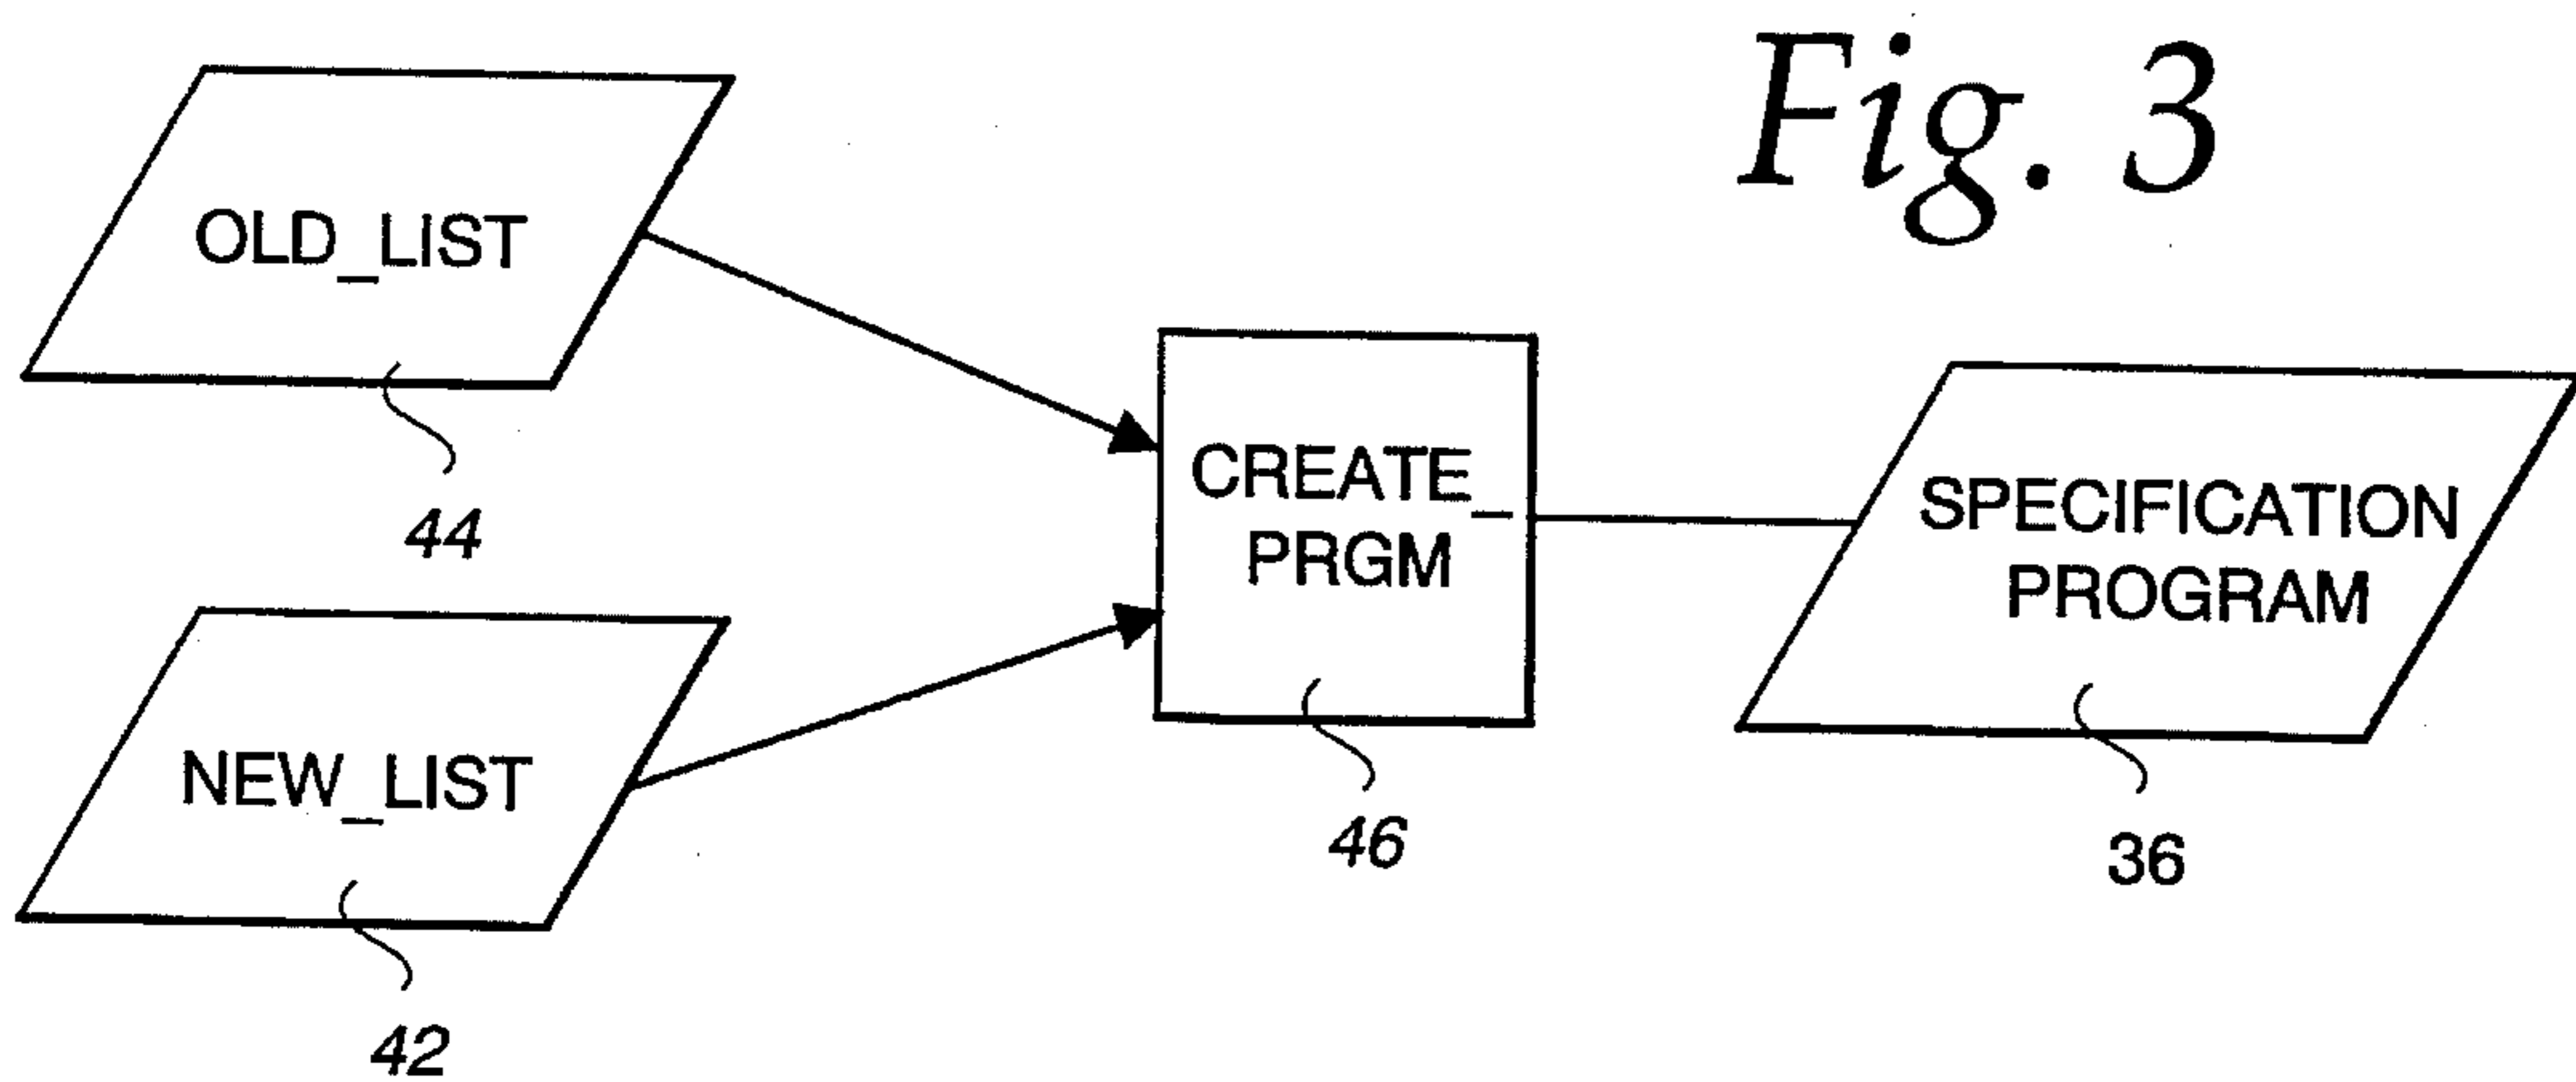 Fig. 3
OLD_LIST
44
CREATE_
PRGM
46
SPECIFICATION
PROGRAM
36
NEW_LIST
42